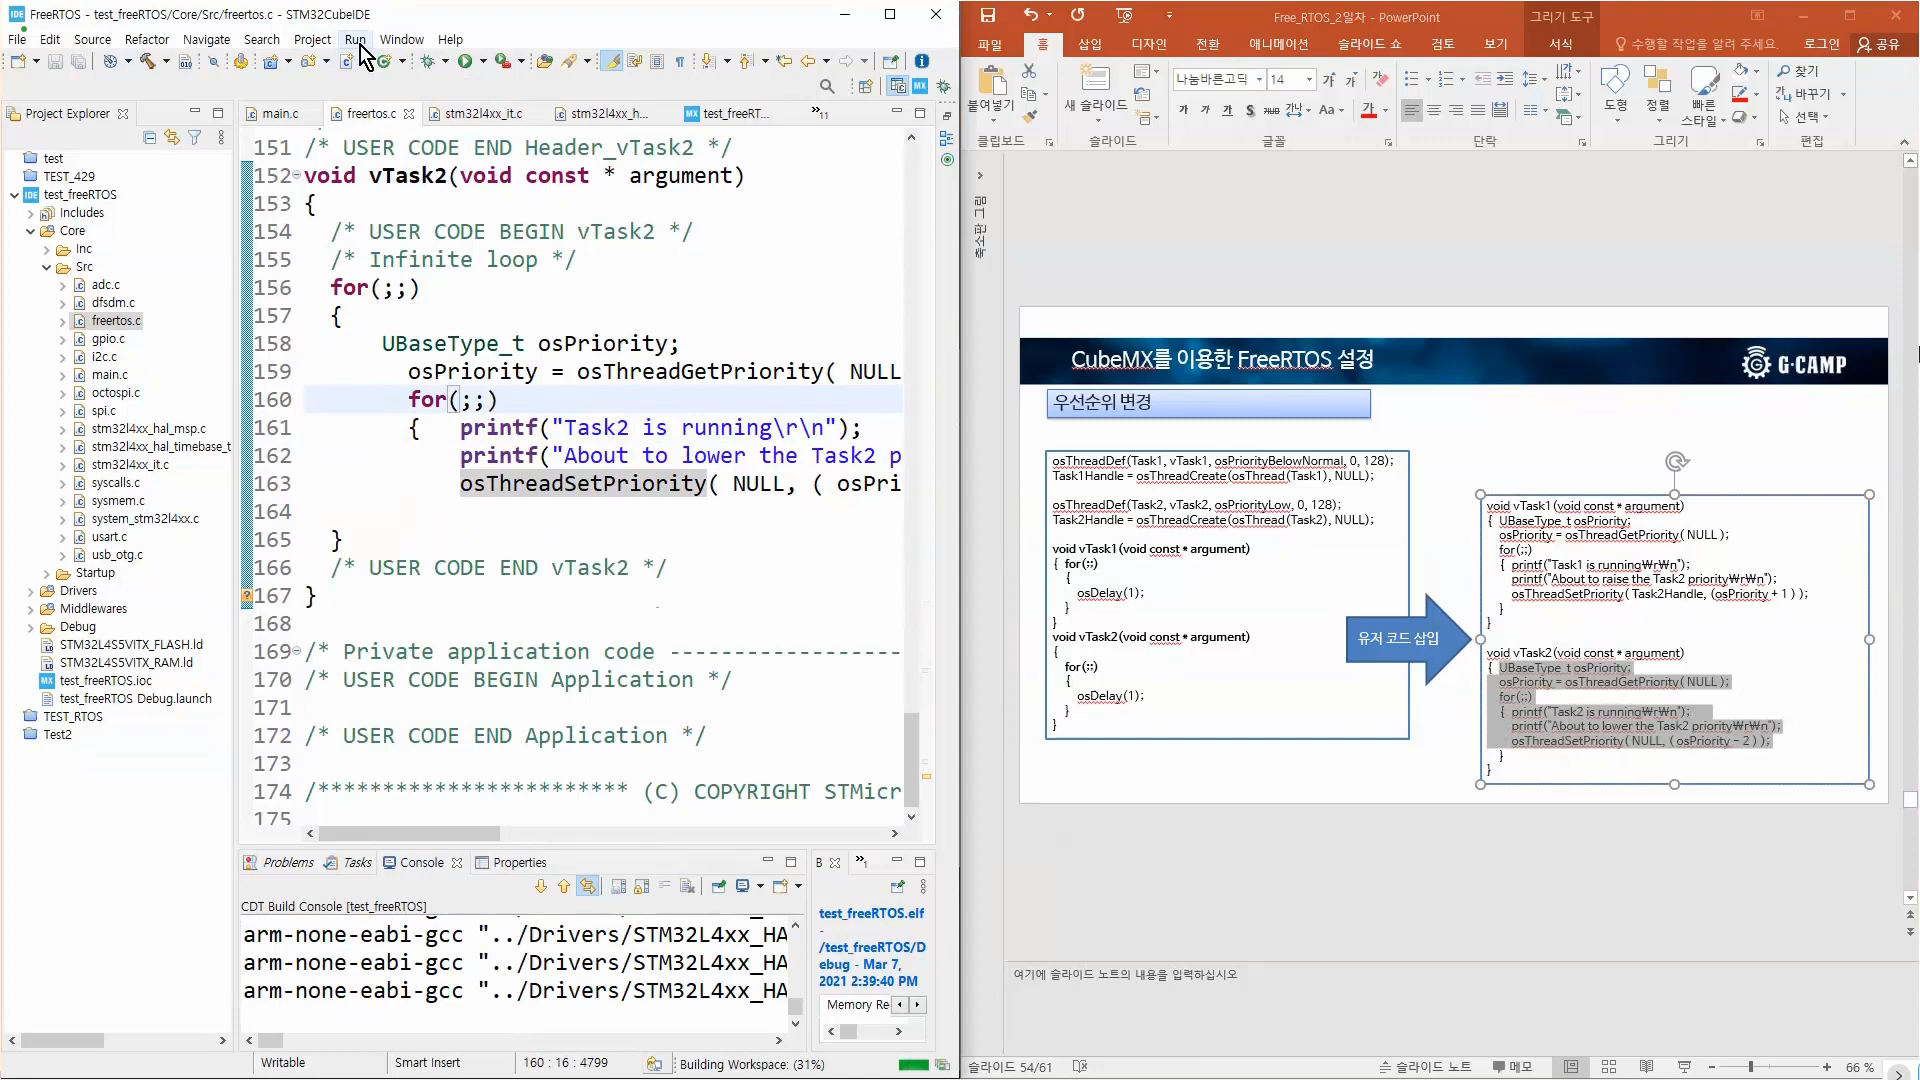 FreeRTOS - test_freeRTOS/Core/Src/freertos.c - STM32CubeIDE
File Edit Source Refactor Navigate Search Project Run Window Help
Project Explorer
test
TEST_429
test_freeRTOS
Includes
Core
Inc
Src
adc.c
dfsdm.c
freertos.c
gpio.c
i2c.c
main.c
octospi.c
spi.c
stm32l4xx_hal_msp.c
stm32l4xx_hal_timebase_t
stm32l4xx_it.c
syscalls.c
sysmem.c
system_stm32l4xx.c
usart.c
usb_otg.c
Startup
Drivers
Middlewares
Debug
STM32L4S5VITX_FLASH.ld
STM32L4S5VITX_RAM.ld
test_freeRTOS.ioc
test_freeRTOS Debug.launch
TEST_RTOS
Test2
main.c freertos.c stm32l4xx_it.c stm32l4xx_h... test_freeRT... »11
151 /* USER CODE END Header_vTask2 */
152 void vTask2(void const * argument)
153 {
154 /* USER CODE BEGIN vTask2 */
155 /* Infinite loop */
156 for(;;)
157 {
158 UBaseType_t osPriority;
159 osPriority = osThreadGetPriority( NULL
160 for(;;)
161 { printf("Task2 is running\r\n");
162 printf("About to lower the Task2 p
163 osThreadSetPriority( NULL, ( osPri
164
165 }
166 /* USER CODE END vTask2 */
167 }
168
169 /* Private application code ------------------
170 /* USER CODE BEGIN Application */
171
172 /* USER CODE END Application */
173
174 /************************ (C) COPYRIGHT STMicr
175
Problems Tasks Console Properties
CDT Build Console [test_freeRTOS]
arm-none-eabi-gcc "../Drivers/STM32L4xx_HA
arm-none-eabi-gcc "../Drivers/STM32L4xx_HA
arm-none-eabi-gcc "../Drivers/STM32L4xx_HA
B »1
test_freeRTOS.elf
-
/test_freeRTOS/D
ebug - Mar 7,
2021 2:39:40 PM
Memory Re
Writable Smart Insert 160 : 16 : 4799 Building Workspace: (31%)
Free_RTOS_2일차 - PowerPoint 그리기 도구
파일 홈 삽입 디자인 전환 애니메이션 슬라이드 쇼 검토 보기 서식 수행할 작업을 알려 주세요. 로그인 공유
붙여넣기 새 슬라이드 나눔바른고딕 14 도형 정렬 빠른 스타일 찾기 바꾸기 선택
가 가 가 S abc 간 Aa 가
클립보드 슬라이드 글꼴 단락 그리기 편집
축소판 그림
CubeMX를 이용한 FreeRTOS 설정
G·CAMP
우선순위 변경
osThreadDef(Task1, vTask1, osPriorityBelowNormal, 0, 128);
Task1Handle = osThreadCreate(osThread(Task1), NULL);
osThreadDef(Task2, vTask2, osPriorityLow, 0, 128);
Task2Handle = osThreadCreate(osThread(Task2), NULL);
void vTask1(void const * argument)
{ for(::)
{
osDelay(1);
}
}
void vTask2(void const * argument)
{
for(::)
{
osDelay(1);
}
}
유저 코드 삽입
void vTask1(void const * argument)
{ UBaseType_t osPriority;
osPriority = osThreadGetPriority( NULL );
for(;;)
{ printf("Task1 is running₩r₩n");
printf("About to raise the Task2 priority₩r₩n");
osThreadSetPriority( Task2Handle, (osPriority + 1 ) );
}
}
void vTask2(void const * argument)
{ UBaseType_t osPriority;
osPriority = osThreadGetPriority( NULL );
for(;;)
{ printf("Task2 is running₩r₩n");
printf("About to lower the Task2 priority₩r₩n");
osThreadSetPriority( NULL, ( osPriority - 2 ) );
}
}
여기에 슬라이드 노트의 내용을 입력하십시오
슬라이드 54/61 슬라이드 노트 메모 66 %